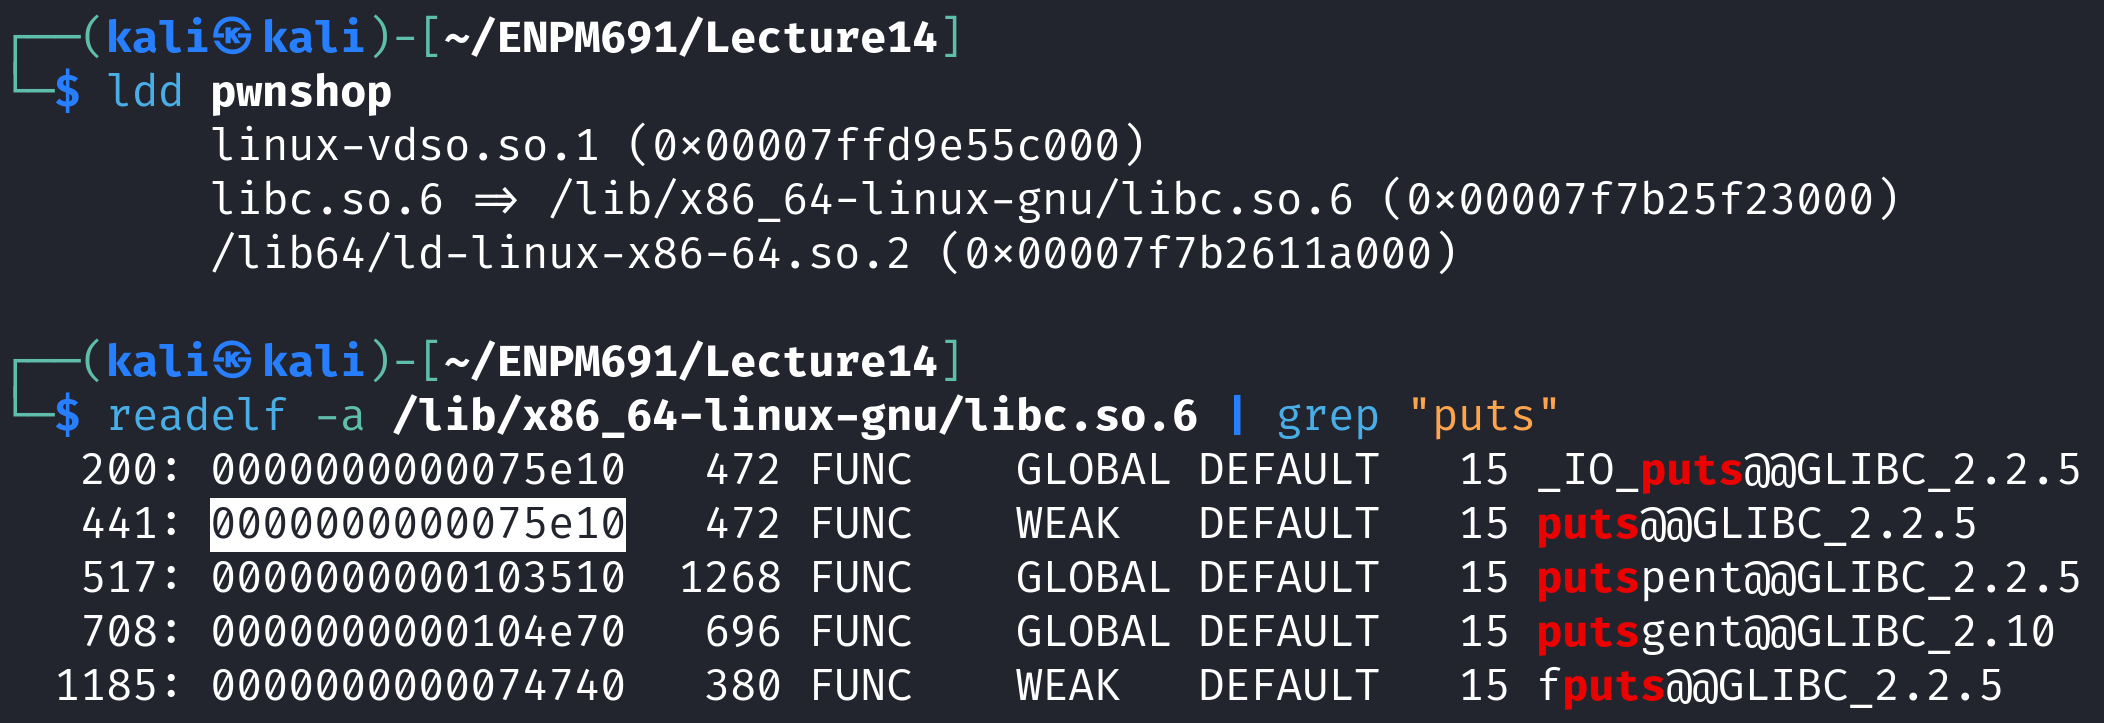 ┌──(kali㉿kali)-[~/ENPM691/Lecture14]
└─$ ldd pwnshop
        linux-vdso.so.1 (0x00007ffd9e55c000)
        libc.so.6 => /lib/x86_64-linux-gnu/libc.so.6 (0x00007f7b25f23000)
        /lib64/ld-linux-x86-64.so.2 (0x00007f7b2611a000)

┌──(kali㉿kali)-[~/ENPM691/Lecture14]
└─$ readelf -a /lib/x86_64-linux-gnu/libc.so.6 | grep "puts"
   200: 0000000000075e10   472 FUNC    GLOBAL DEFAULT   15 _IO_puts@@GLIBC_2.2.5
   441: 0000000000075e10   472 FUNC    WEAK   DEFAULT   15 puts@@GLIBC_2.2.5
   517: 0000000000103510  1268 FUNC    GLOBAL DEFAULT   15 putspent@@GLIBC_2.2.5
   708: 0000000000104e70   696 FUNC    GLOBAL DEFAULT   15 putsgent@@GLIBC_2.10
  1185: 0000000000074740   380 FUNC    WEAK   DEFAULT   15 fputs@@GLIBC_2.2.5